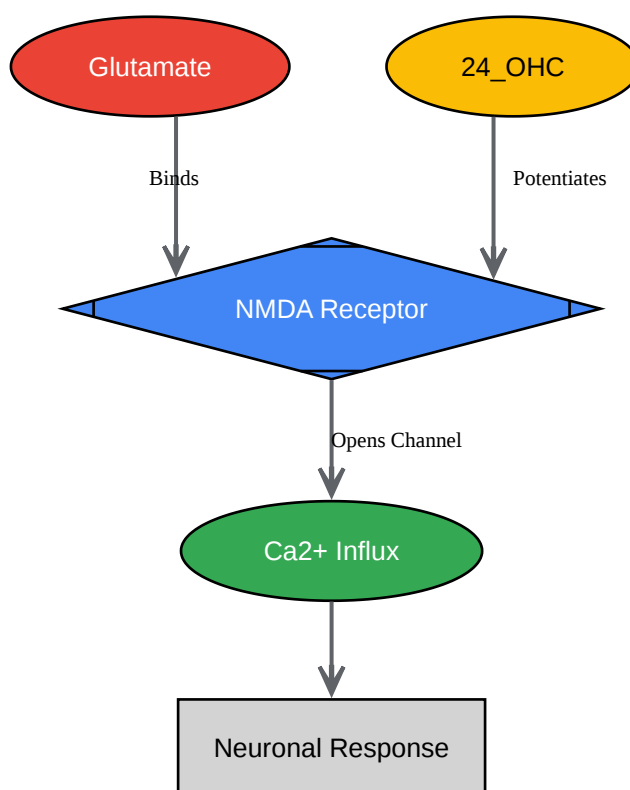 Glutamate
24_OHC
Binds
Potentiates
NMDA Receptor
Opens Channel
Ca2+ Influx
Neuronal Response